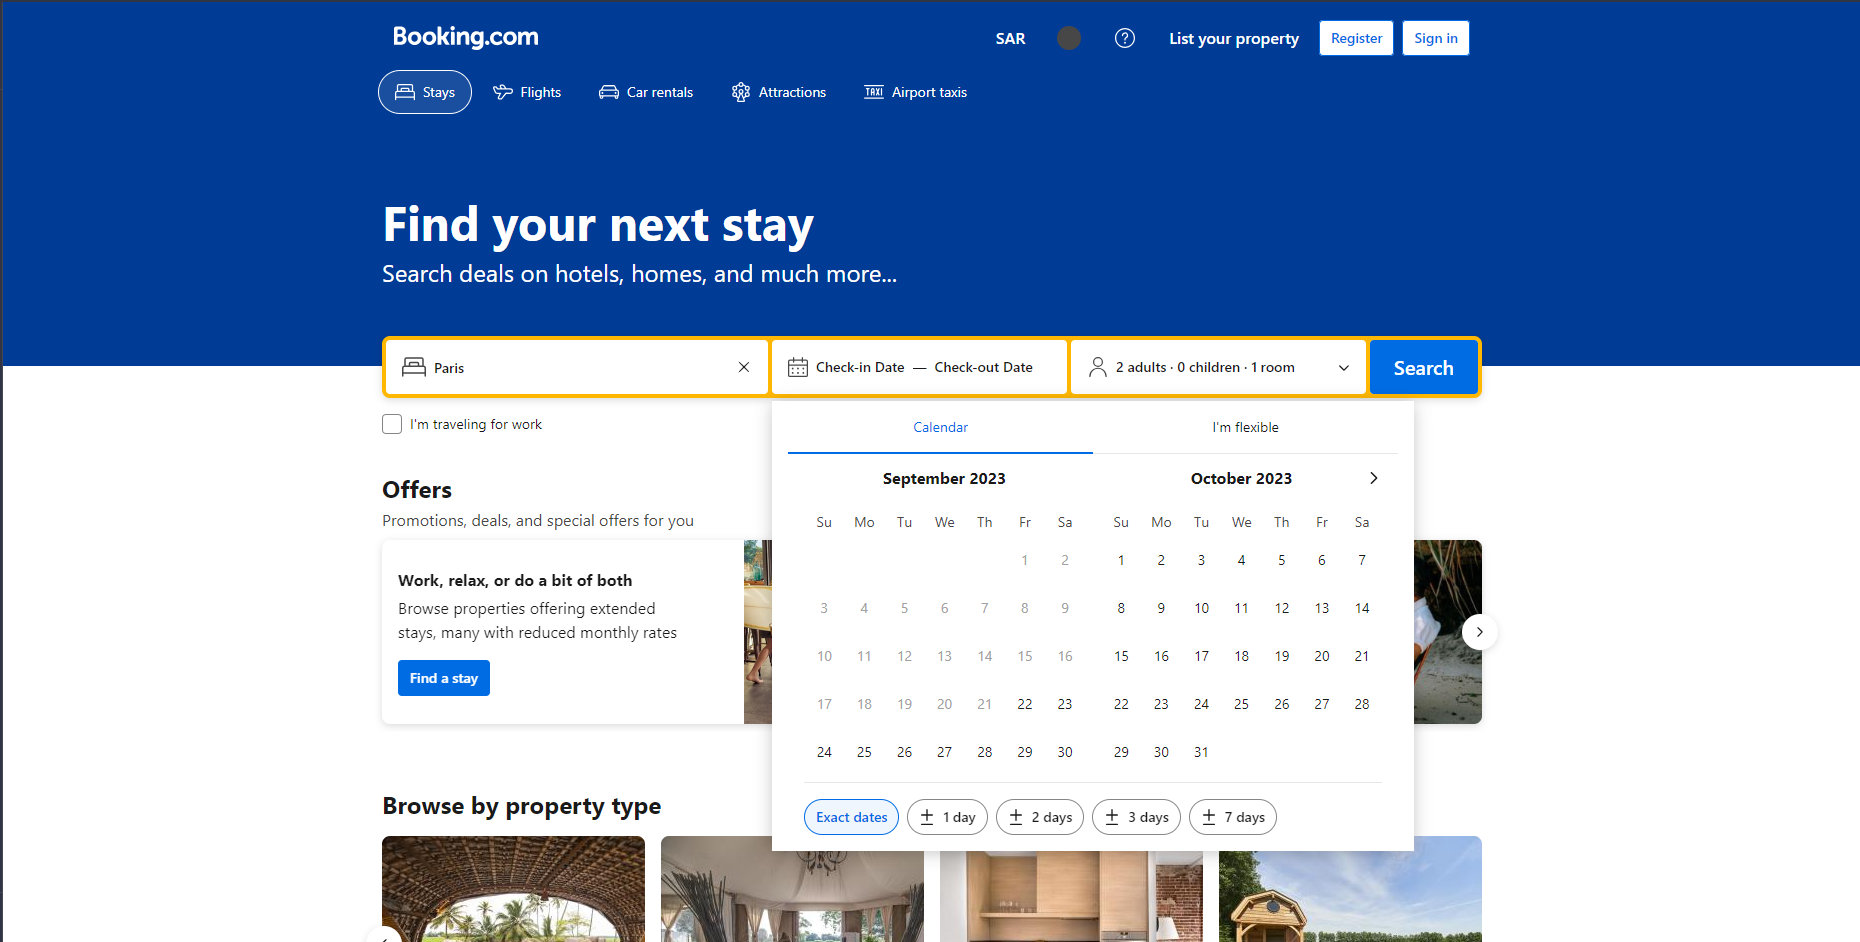 Booking.com
SAR
List your property
Register
Sign in
Stays
Flights
Car rentals
Attractions
TAXI
Airport taxis
Find your next stay
Search deals on hotels, homes, and much more...
Paris
Check-in Date — Check-out Date
2 adults · 0 children · 1 room
Search
I'm traveling for work
Calendar
I'm flexible
September 2023
Su Mo Tu We Th Fr Sa
1 2
3 4 5 6 7 8 9
10 11 12 13 14 15 16
17 18 19 20 21 22 23
24 25 26 27 28 29 30
October 2023
Su Mo Tu We Th Fr Sa
1 2 3 4 5 6 7
8 9 10 11 12 13 14
15 16 17 18 19 20 21
22 23 24 25 26 27 28
29 30 31
Exact dates
± 1 day
± 2 days
± 3 days
± 7 days
Offers
Promotions, deals, and special offers for you
Work, relax, or do a bit of both
Browse properties offering extended
stays, many with reduced monthly rates
Find a stay
Browse by property type